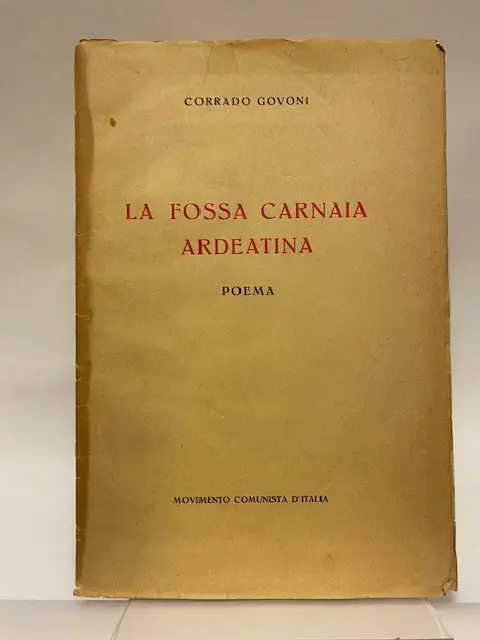 CORRADO GOVONI
LA FOSSA CARNAIA
ARDEATINA
POEMA
MOVIMENTO COMUNISTA D'ITALIA